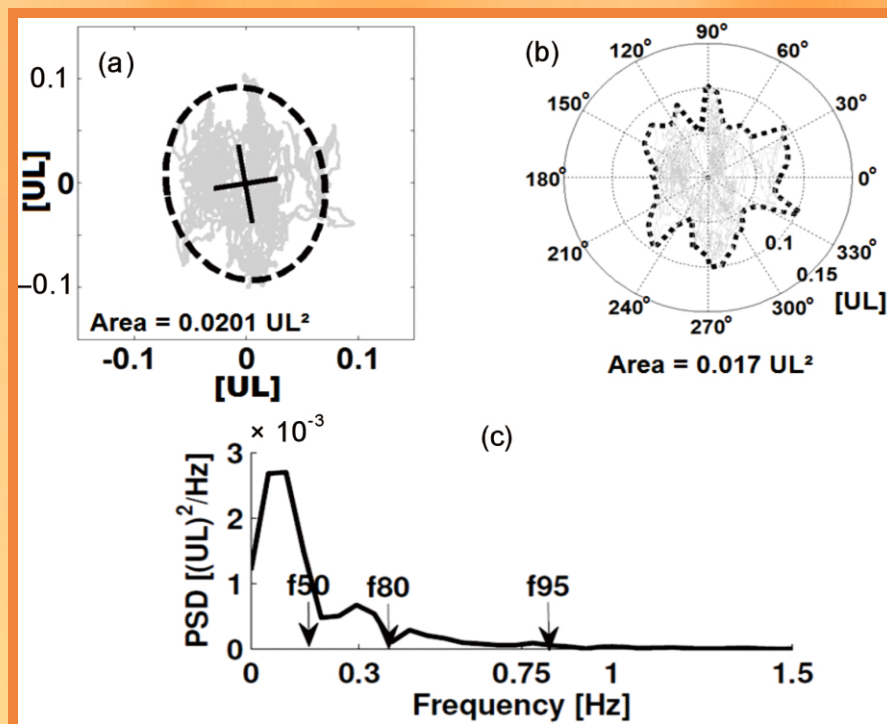 (a)
0.1
0
–0.1
[UL]
Area = 0.0201 UL²
-0.1 0 0.1
[UL]
(b)
90°
120° 60°
150° 30°
180° 0°
210° 330°
240° 300°
270°
0.1
0.15
[UL]
Area = 0.017 UL²
(c)
× 10⁻³
3
2
1
0
PSD [(UL)²/Hz]
f50 f80 f95
0 0.3 0.75 1 1.5
Frequency [Hz]